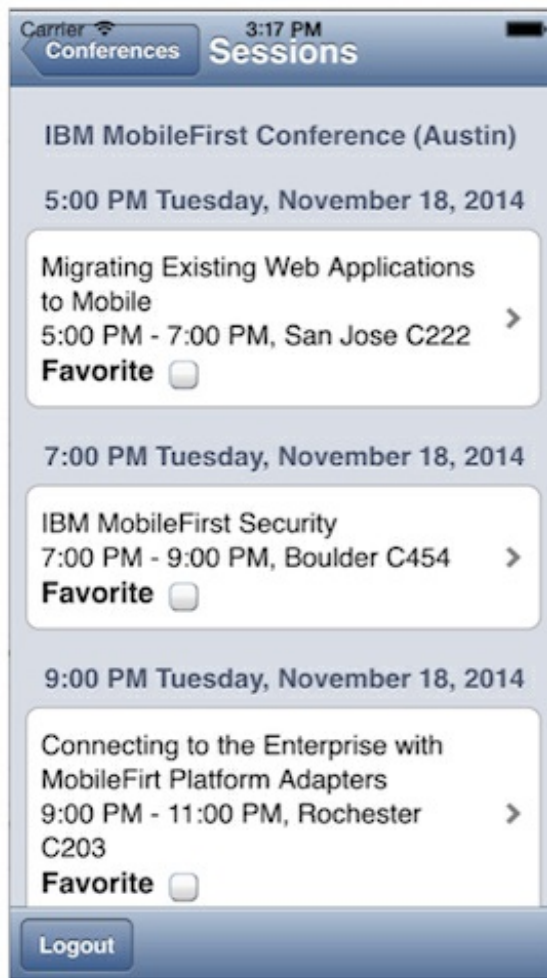 Carrier 3:17 PM
Conferences Sessions
IBM MobileFirst Conference (Austin)
5:00 PM Tuesday, November 18, 2014
Migrating Existing Web Applications
to Mobile
5:00 PM - 7:00 PM, San Jose C222
Favorite
7:00 PM Tuesday, November 18, 2014
IBM MobileFirst Security
7:00 PM - 9:00 PM, Boulder C454
Favorite
9:00 PM Tuesday, November 18, 2014
Connecting to the Enterprise with
MobileFirt Platform Adapters
9:00 PM - 11:00 PM, Rochester
C203
Favorite
Logout